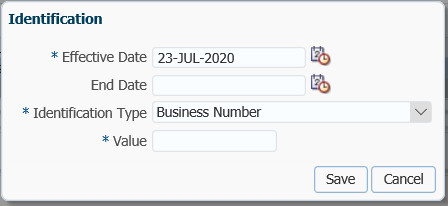 Identification
* Effective Date 23-JUL-2020
End Date
* Identification Type Business Number
* Value
Save Cancel